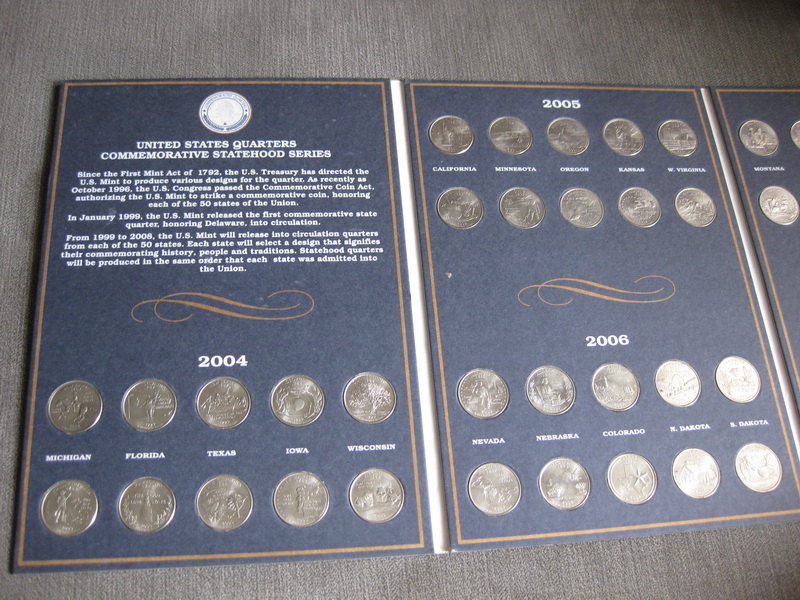 UNITED STATES QUARTERS
COMMEMORATIVE STATEHOOD SERIES
Since the First Mint Act of 1792, the U.S. Treasury has directed the
U.S. Mint to produce various designs for the quarter. As recently as
October 1996, the U.S. Congress passed the Commemorative Coin Act,
authorizing the U.S. Mint to strike a commemorative coin, honoring
each of the 50 states of the Union.
In January 1999, the U.S. Mint released the first commemorative state
quarter, honoring Delaware, into circulation.
From 1999 to 2008, the U.S. Mint will release into circulation quarters
from each of the 50 states. Each state will select a design that signifies
their commemorating history, people and traditions. Statehood quarters
will be produced in the same order that each state was admitted into
the Union.
2004
MICHIGAN FLORIDA TEXAS IOWA WISCONSIN
2005
CALIFORNIA MINNESOTA OREGON KANSAS W. VIRGINIA
2006
NEVADA NEBRASKA COLORADO N. DAKOTA S. DAKOTA
MONTANA